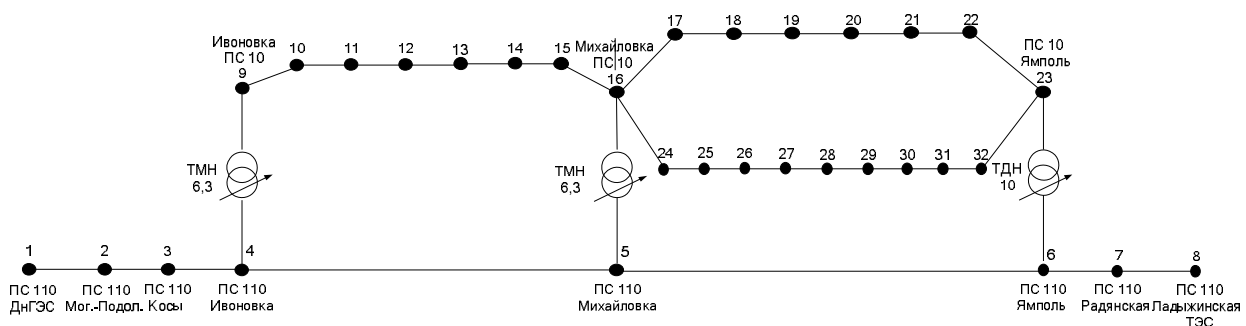 17 18 19 20 21 22
Ивоновка
ПС 10
10 11 12 13 14 15
Михайловка
ПС 10
ПС 10
Ямполь
9
16
23
24 25 26 27 28 29 30 31 32
ТМН
6,3
ТМН
6,3
ТДН
10
1 2 3 4 5 6 7 8
ПС 110
ДнГЭС
ПС 110
Мог.-Подол.
ПС 110
Косы
ПС 110
Ивоновка
ПС 110
Михайловка
ПС 110
Ямполь
ПС 110
Радянская
ПС 110
Ладыжинская
ТЭС